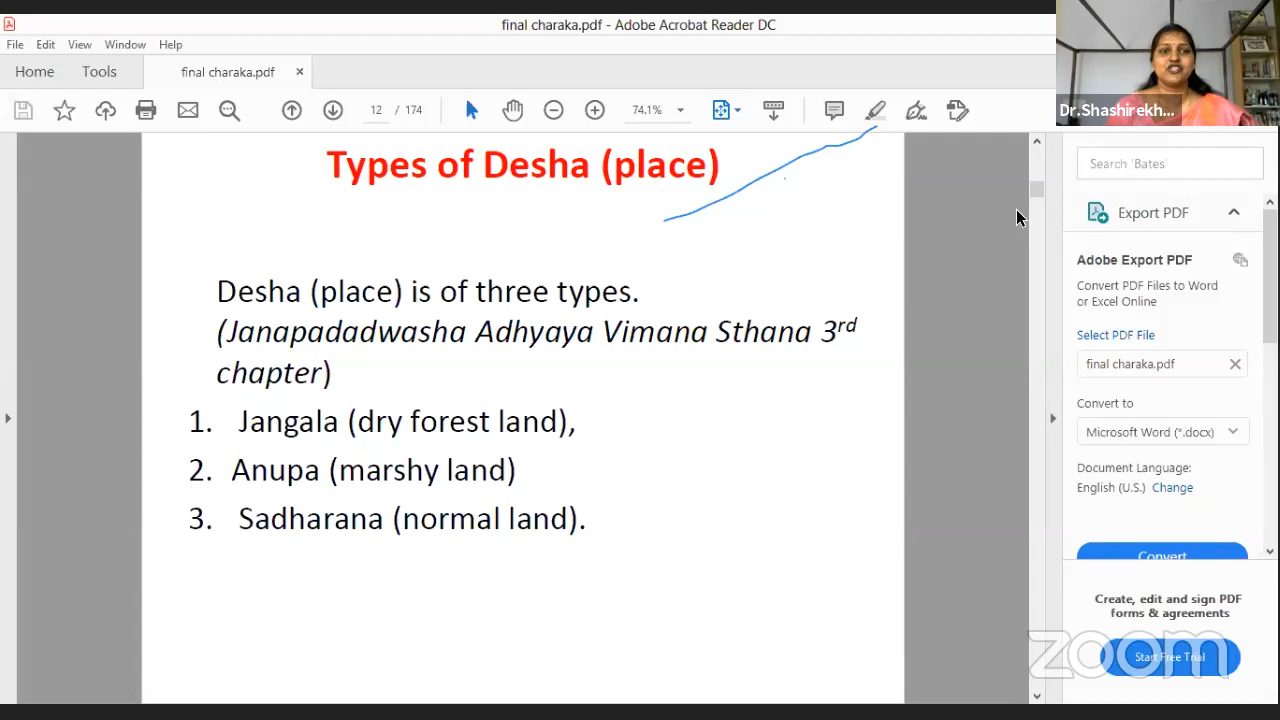 final charaka.pdf - Adobe Acrobat Reader DC
File Edit View Window Help
Home Tools final charaka.pdf ×
12 / 174 74.1%
Dr.Shashirekh...
Types of Desha (place)
Desha (place) is of three types.
(Janapadadwasha Adhyaya Vimana Sthana 3rd
chapter)
1. Jangala (dry forest land),
2. Anupa (marshy land)
3. Sadharana (normal land).
Search 'Bates
Export PDF
Adobe Export PDF
Convert PDF Files to Word
or Excel Online
Select PDF File
final charaka.pdf
Convert to
Microsoft Word (*.docx)
Document Language:
English (U.S.) Change
Convert
Create, edit and sign PDF
forms & agreements
Start Free Trial
zoom